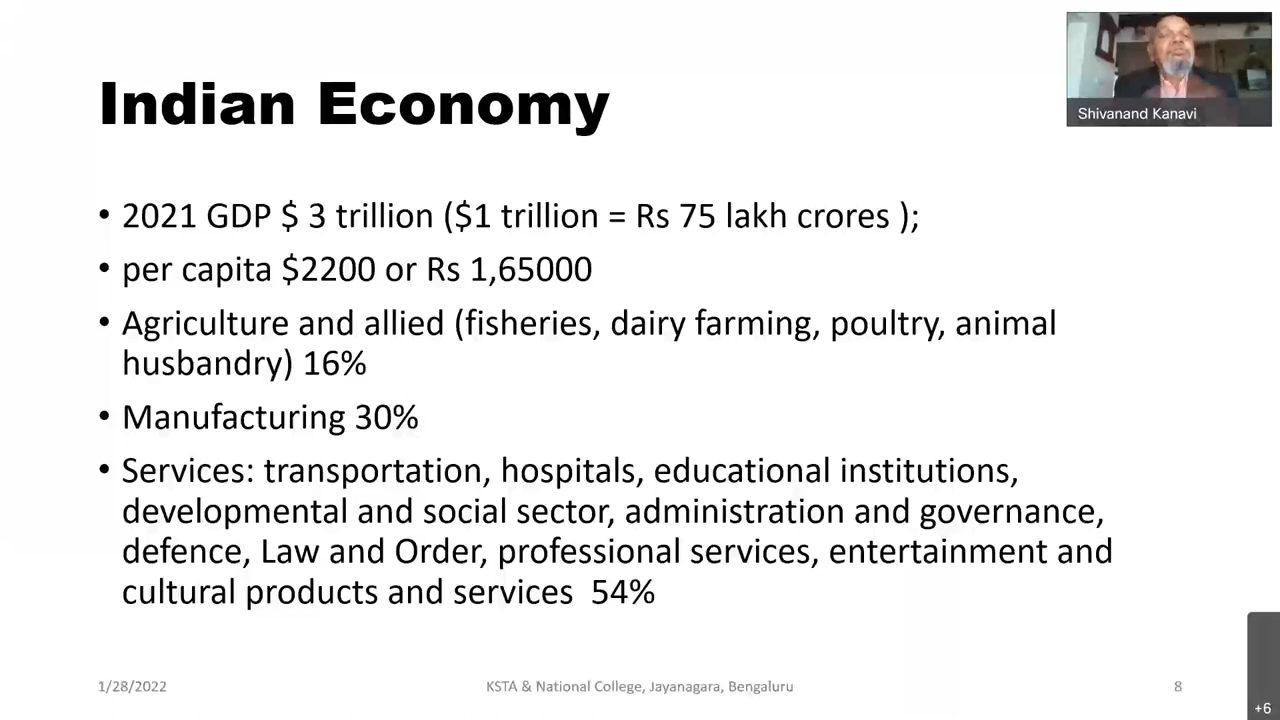 Indian Economy
Shivanand Kanavi
• 2021 GDP $ 3 trillion ($1 trillion = Rs 75 lakh crores );
• per capita $2200 or Rs 1,65000
• Agriculture and allied (fisheries, dairy farming, poultry, animal
husbandry) 16%
• Manufacturing 30%
• Services: transportation, hospitals, educational institutions,
developmental and social sector, administration and governance,
defence, Law and Order, professional services, entertainment and
cultural products and services  54%
1/28/2022
KSTA & National College, Jayanagara, Bengaluru
8
+6